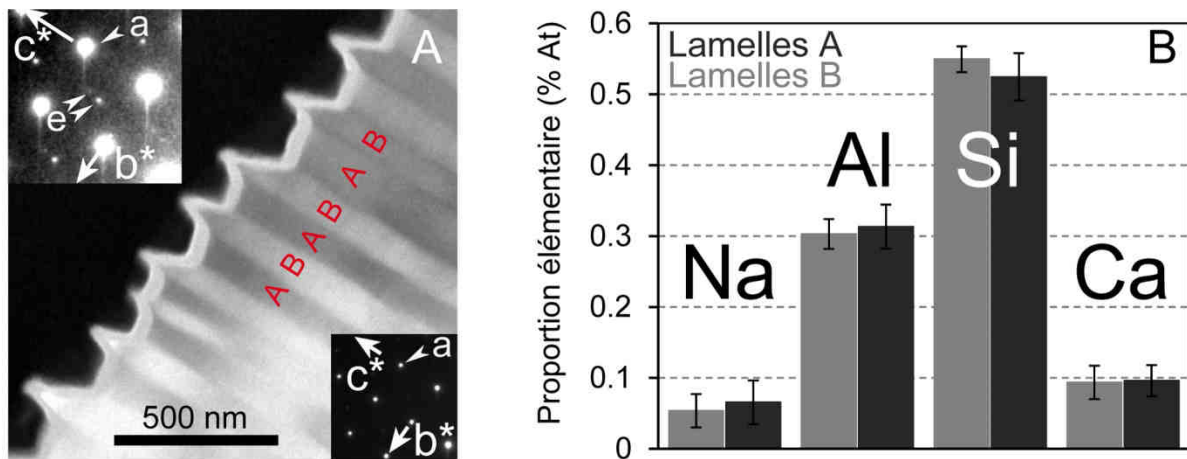 c*
a
e
b*
A
A B A B A B
500 nm
c*
a
b*
Proportion élémentaire (% At)
0.6
0.5
0.4
0.3
0.2
0.1
0
Lamelles A
Lamelles B
B
Na
Al
Si
Ca